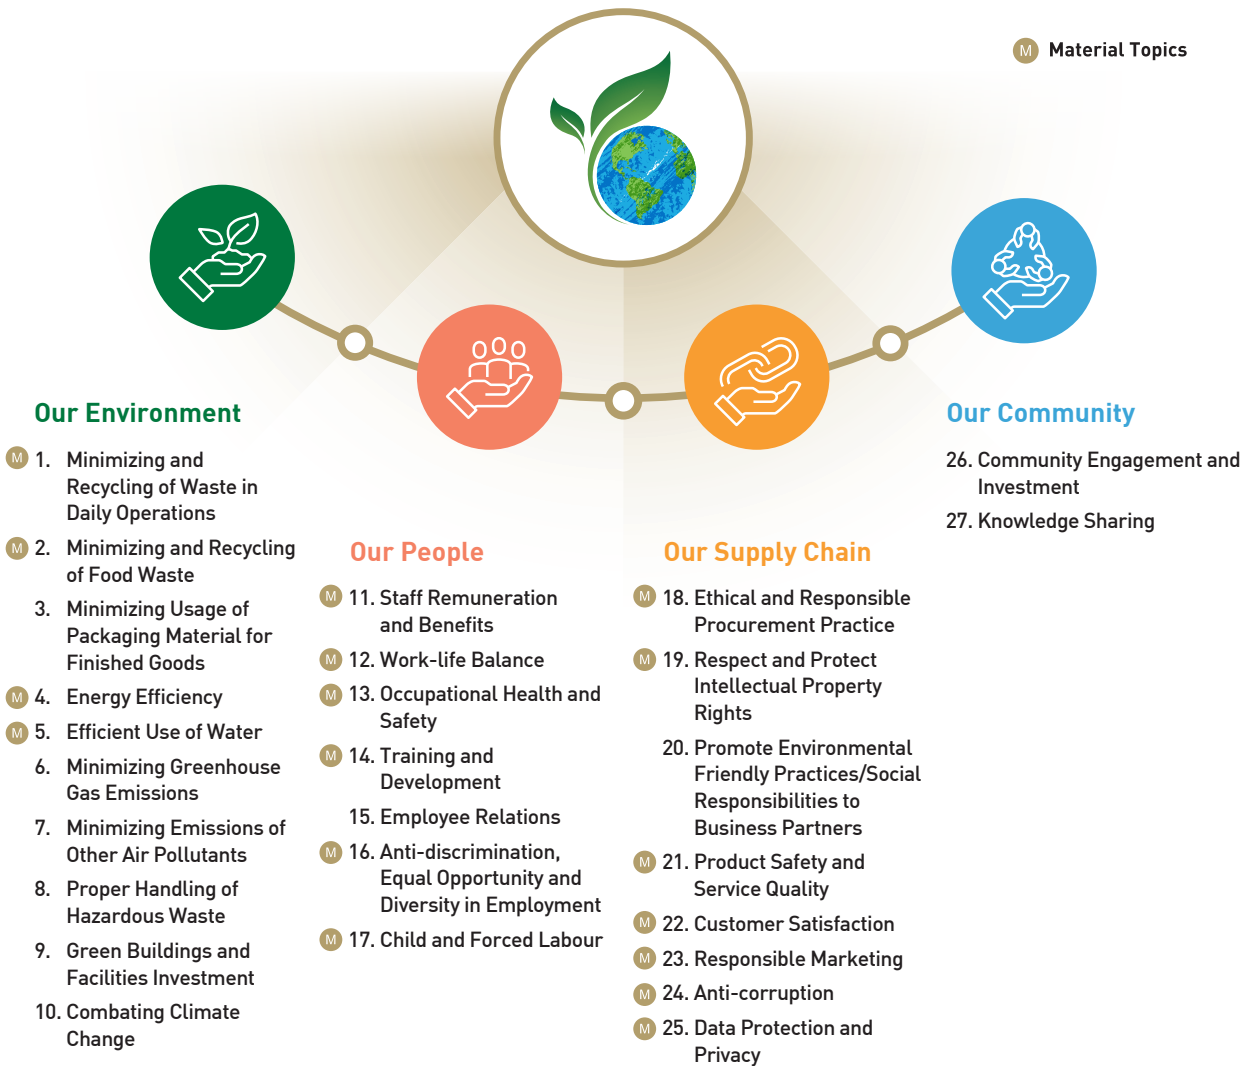 M Material Topics
Our Environment
M 1. Minimizing and
Recycling of Waste in
Daily Operations
M 2. Minimizing and Recycling
of Food Waste
3. Minimizing Usage of
Packaging Material for
Finished Goods
M 4. Energy Efficiency
M 5. Efficient Use of Water
6. Minimizing Greenhouse
Gas Emissions
7. Minimizing Emissions of
Other Air Pollutants
8. Proper Handling of
Hazardous Waste
9. Green Buildings and
Facilities Investment
10. Combating Climate
Change
Our People
M 11. Staff Remuneration
and Benefits
M 12. Work-life Balance
M 13. Occupational Health and
Safety
M 14. Training and
Development
15. Employee Relations
M 16. Anti-discrimination,
Equal Opportunity and
Diversity in Employment
M 17. Child and Forced Labour
Our Supply Chain
M 18. Ethical and Responsible
Procurement Practice
M 19. Respect and Protect
Intellectual Property
Rights
20. Promote Environmental
Friendly Practices/Social
Responsibilities to
Business Partners
M 21. Product Safety and
Service Quality
M 22. Customer Satisfaction
M 23. Responsible Marketing
M 24. Anti-corruption
M 25. Data Protection and
Privacy
Our Community
26. Community Engagement and
Investment
27. Knowledge Sharing